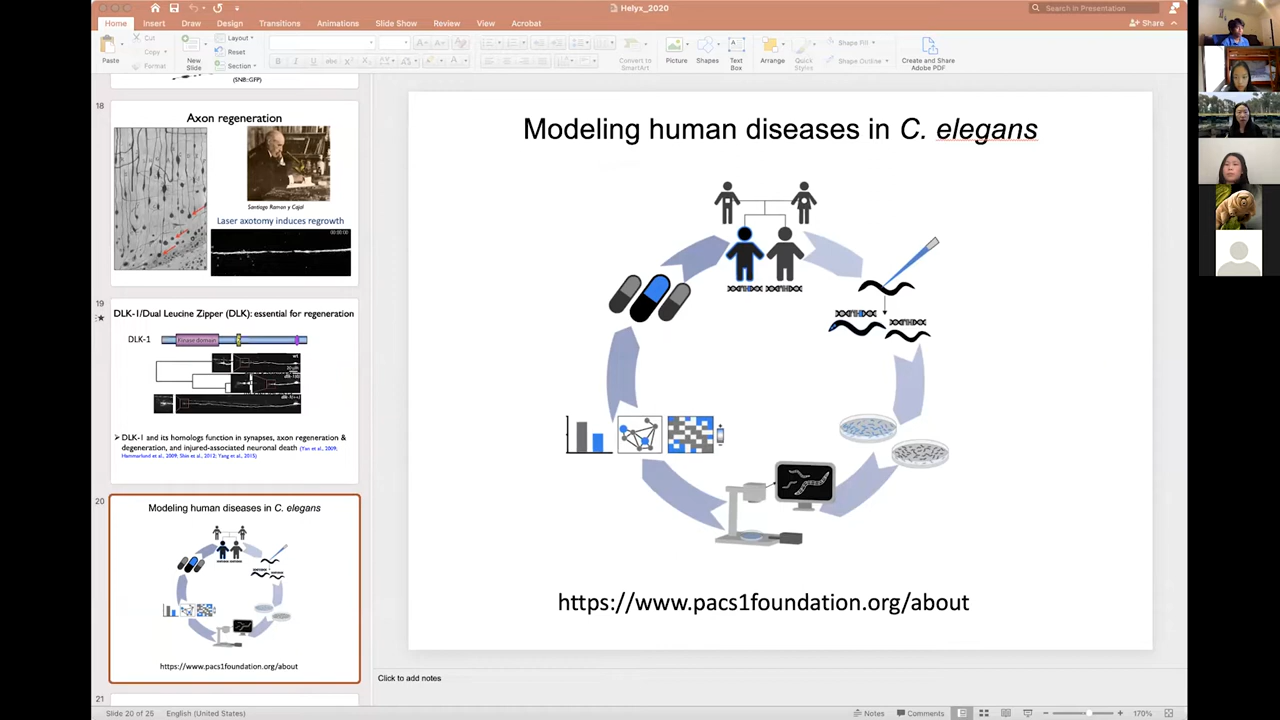 Helyx_2020
Search in Presentation
Home Insert Draw Design Transitions Animations Slide Show Review View Acrobat
Share
Paste
Cut
Copy
Format
New Slide
Layout
Reset
Section
Convert to SmartArt
Picture
Shapes
Text Box
Arrange
Quick Styles
Shape Fill
Shape Outline
Create and Share Adobe PDF
(SNB::GFP)
18
Axon regeneration
Santiago Ramon y Cajal
Laser axotomy induces regrowth
00:00:00
19
DLK-1/Dual Leucine Zipper (DLK): essential for regeneration
DLK-1
Kinase domain
DLK-1 and its homologs function in synapses, axon regeneration &
degeneration, and injury-associated neuronal death (Yan et al., 2009;
Hammarlund et al., 2009; Shin et al., 2012; Yang et al., 2015)
20
Modeling human diseases in C. elegans
https://www.pacs1foundation.org/about
21
Modeling human diseases in C. elegans
https://www.pacs1foundation.org/about
Click to add notes
Slide 20 of 25 English (United States)
Notes Comments 170%